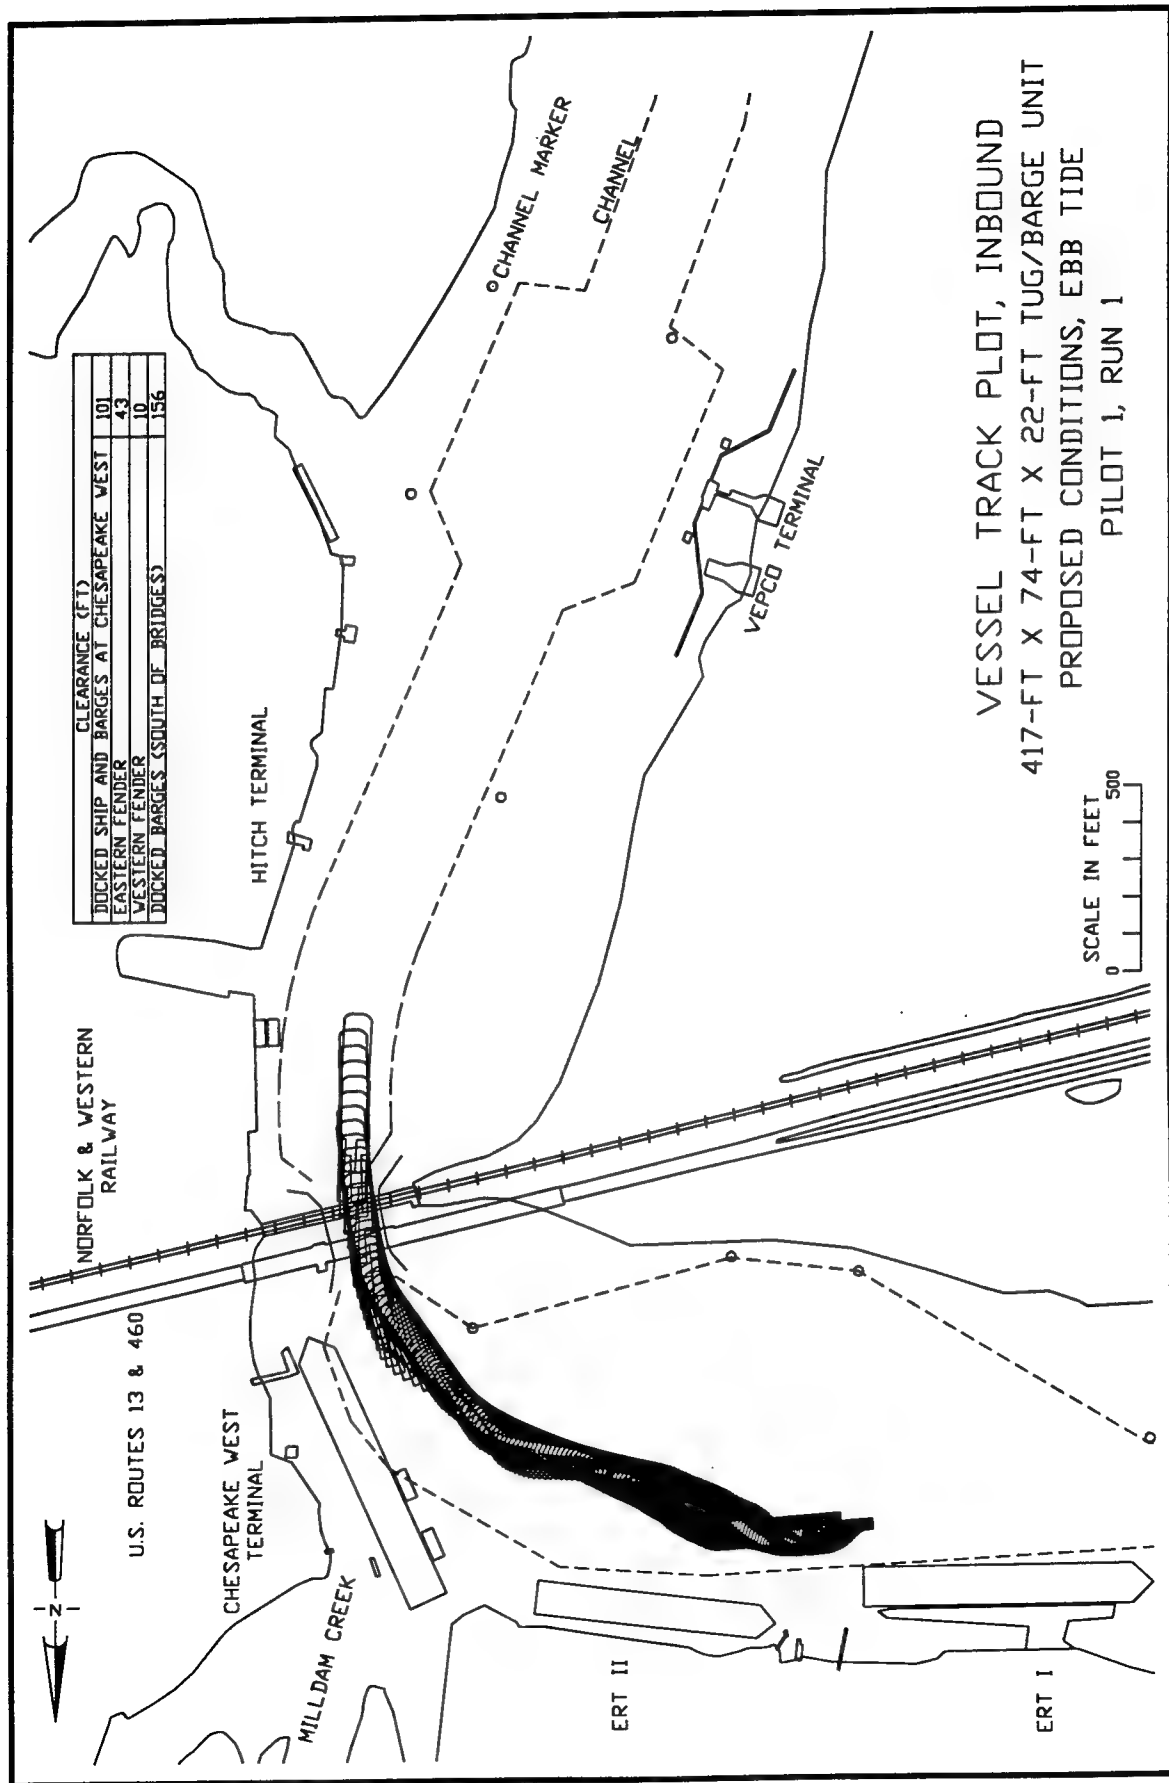 CLEARANCE (FT)
DOCKED SHIP AND BARGES AT CHESAPEAKE WEST 101
EASTERN FENDER 43
WESTERN FENDER 10
DOCKED BARGES (SOUTH OF BRIDGES) 156
N
U.S. ROUTES 13 & 460
NORFOLK & WESTERN
RAILWAY
HITCH TERMINAL
CHANNEL MARKER
CHANNEL
CHESAPEAKE WEST
TERMINAL
MILLDAM CREEK
VEPCO TERMINAL
ERT II
ERT I
SCALE IN FEET
0 500
VESSEL TRACK PLOT, INBOUND
417-FT X 74-FT X 22-FT TUG/BARGE UNIT
PROPOSED CONDITIONS, EBB TIDE
PILOT 1, RUN 1